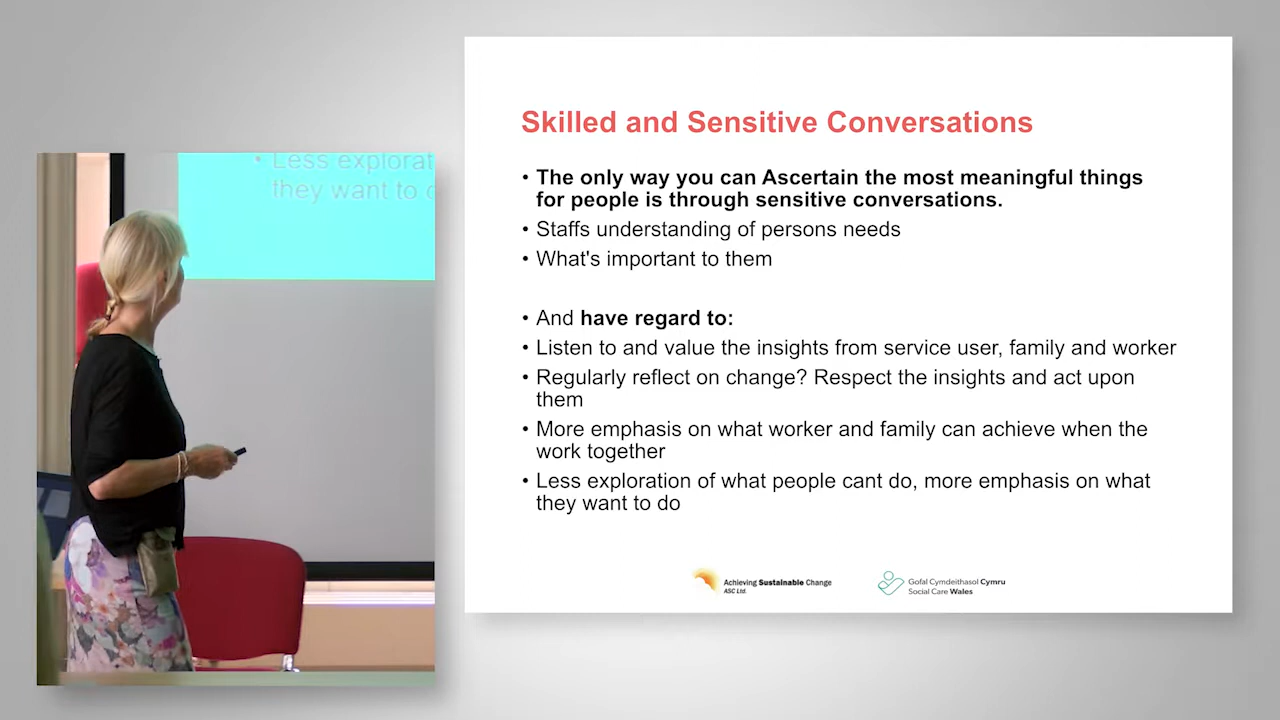 Less explorat
they want to
Skilled and Sensitive Conversations
• The only way you can Ascertain the most meaningful things
for people is through sensitive conversations.
• Staffs understanding of persons needs
• What's important to them
• And have regard to:
• Listen to and value the insights from service user, family and worker
• Regularly reflect on change? Respect the insights and act upon
them
• More emphasis on what worker and family can achieve when the
work together
• Less exploration of what people cant do, more emphasis on what
they want to do
Achieving Sustainable Change
ASC Ltd.
Gofal Cymdeithasol Cymru
Social Care Wales